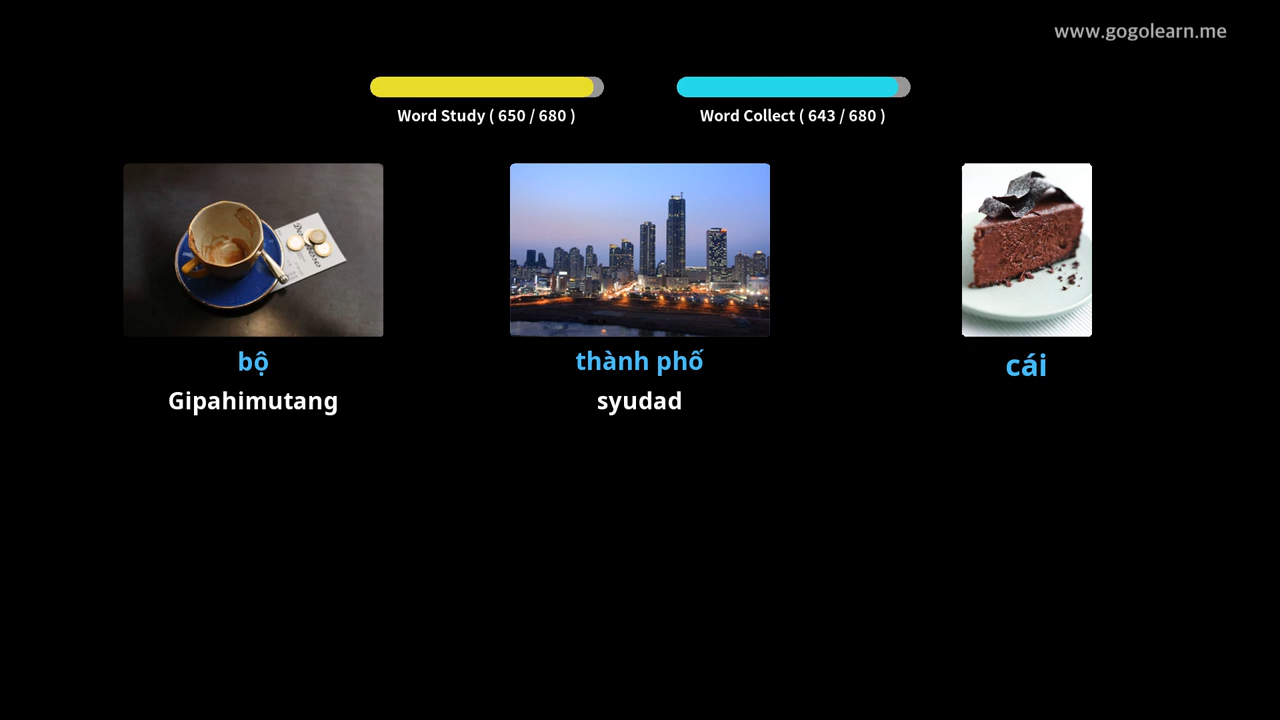 www.gogolearn.me
Word Study ( 650 / 680 )
Word Collect ( 643 / 680 )
bộ
thành phố
cái
Gipahimutang
syudad